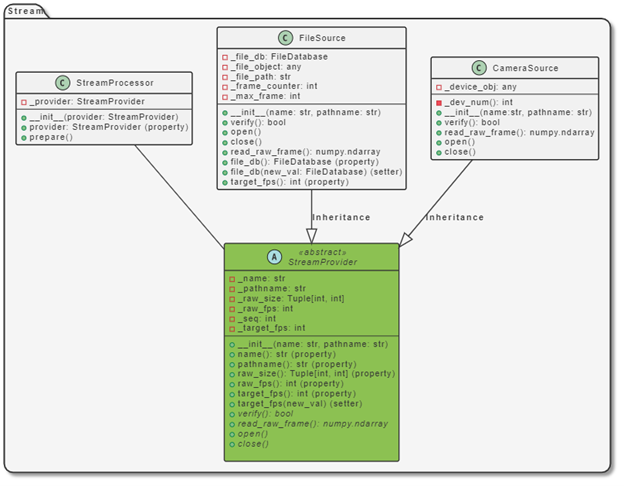 Stream
C StreamProcessor
_provider: StreamProvider
__init__(provider: StreamProvider)
provider: StreamProvider (property)
prepare()
C FileSource
_file_db: FileDatabase
_file_object: any
_file_path: str
_frame_counter: int
_max_frame: int
__init__(name: str, pathname: str)
verify(): bool
open()
close()
read_raw_frame(): numpy.ndarray
file_db(): FileDatabase (property)
file_db(new_val: FileDatabase) (setter)
target_fps(): int (property)
C CameraSource
_device_obj: any
_dev_num(): int
__init__(name:str, pathname: str)
verify(): bool
read_raw_frame(): numpy.ndarray
open()
close()
Inheritance
Inheritance
A «abstract»
StreamProvider
_name: str
_pathname: str
_raw_size: Tuple[int, int]
_raw_fps: int
_seq: int
_target_fps: int
__init__(name: str, pathname: str)
name(): str (property)
pathname(): str (property)
raw_size(): Tuple[int, int] (property)
raw_fps(): int (property)
target_fps(): int (property)
target_fps(new_val) (setter)
verify(): bool
read_raw_frame(): numpy.ndarray
open()
close()